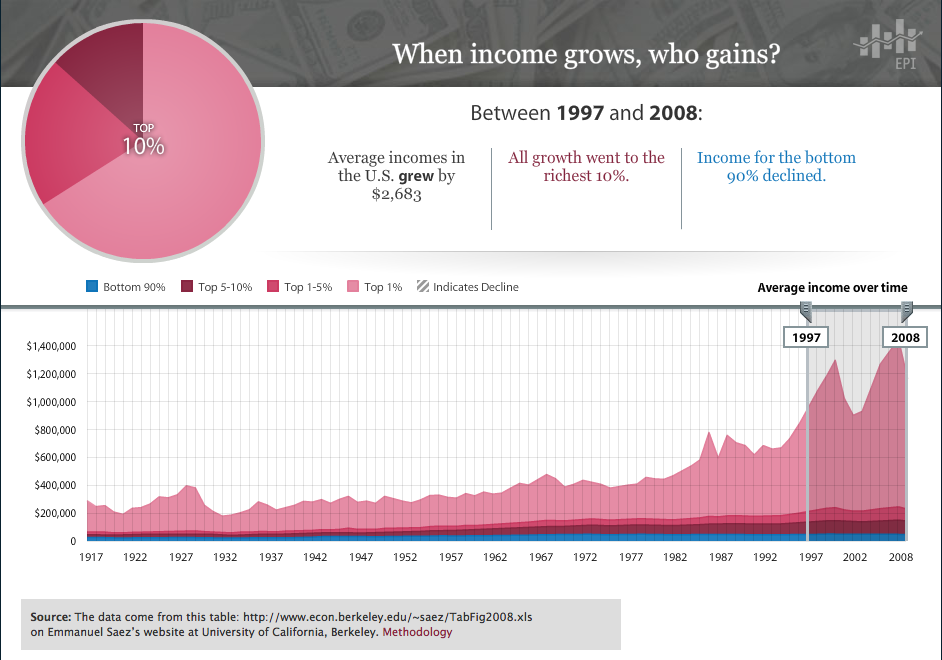 When income grows, who gains?
EPI
TOP
10%
Between 1997 and 2008:
Average incomes in
the U.S. grew by
$2,683
All growth went to the
richest 10%.
Income for the bottom
90% declined.
Bottom 90%
Top 5-10%
Top 1-5%
Top 1%
Indicates Decline
Average income over time
1997
2008
$1,400,000
$1,200,000
$1,000,000
$800,000
$600,000
$400,000
$200,000
0
1917 1922 1927 1932 1937 1942 1947 1952 1957 1962 1967 1972 1977 1982 1987 1992 1997 2002 2008
Source: The data come from this table: http://www.econ.berkeley.edu/~saez/TabFig2008.xls
on Emmanuel Saez's website at University of California, Berkeley. Methodology